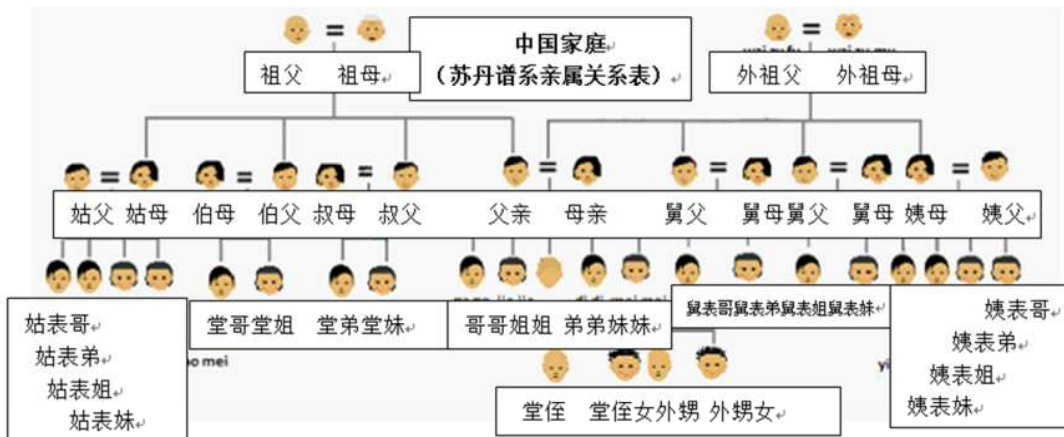 中国家庭
（苏丹谱系亲属关系表）
祖父 祖母
外祖父 外祖母
姑父 姑母 伯母 伯父 叔母 叔父 父亲 母亲 舅父 舅母 舅父 舅母 姨母 姨父
姑表哥
姑表弟
姑表姐
姑表妹
堂哥堂姐 堂弟堂妹
哥哥姐姐 弟弟妹妹
舅表哥舅表弟舅表姐舅表妹
姨表哥
姨表弟
姨表姐
姨表妹
mei
yi
堂侄 堂侄女外甥 外甥女